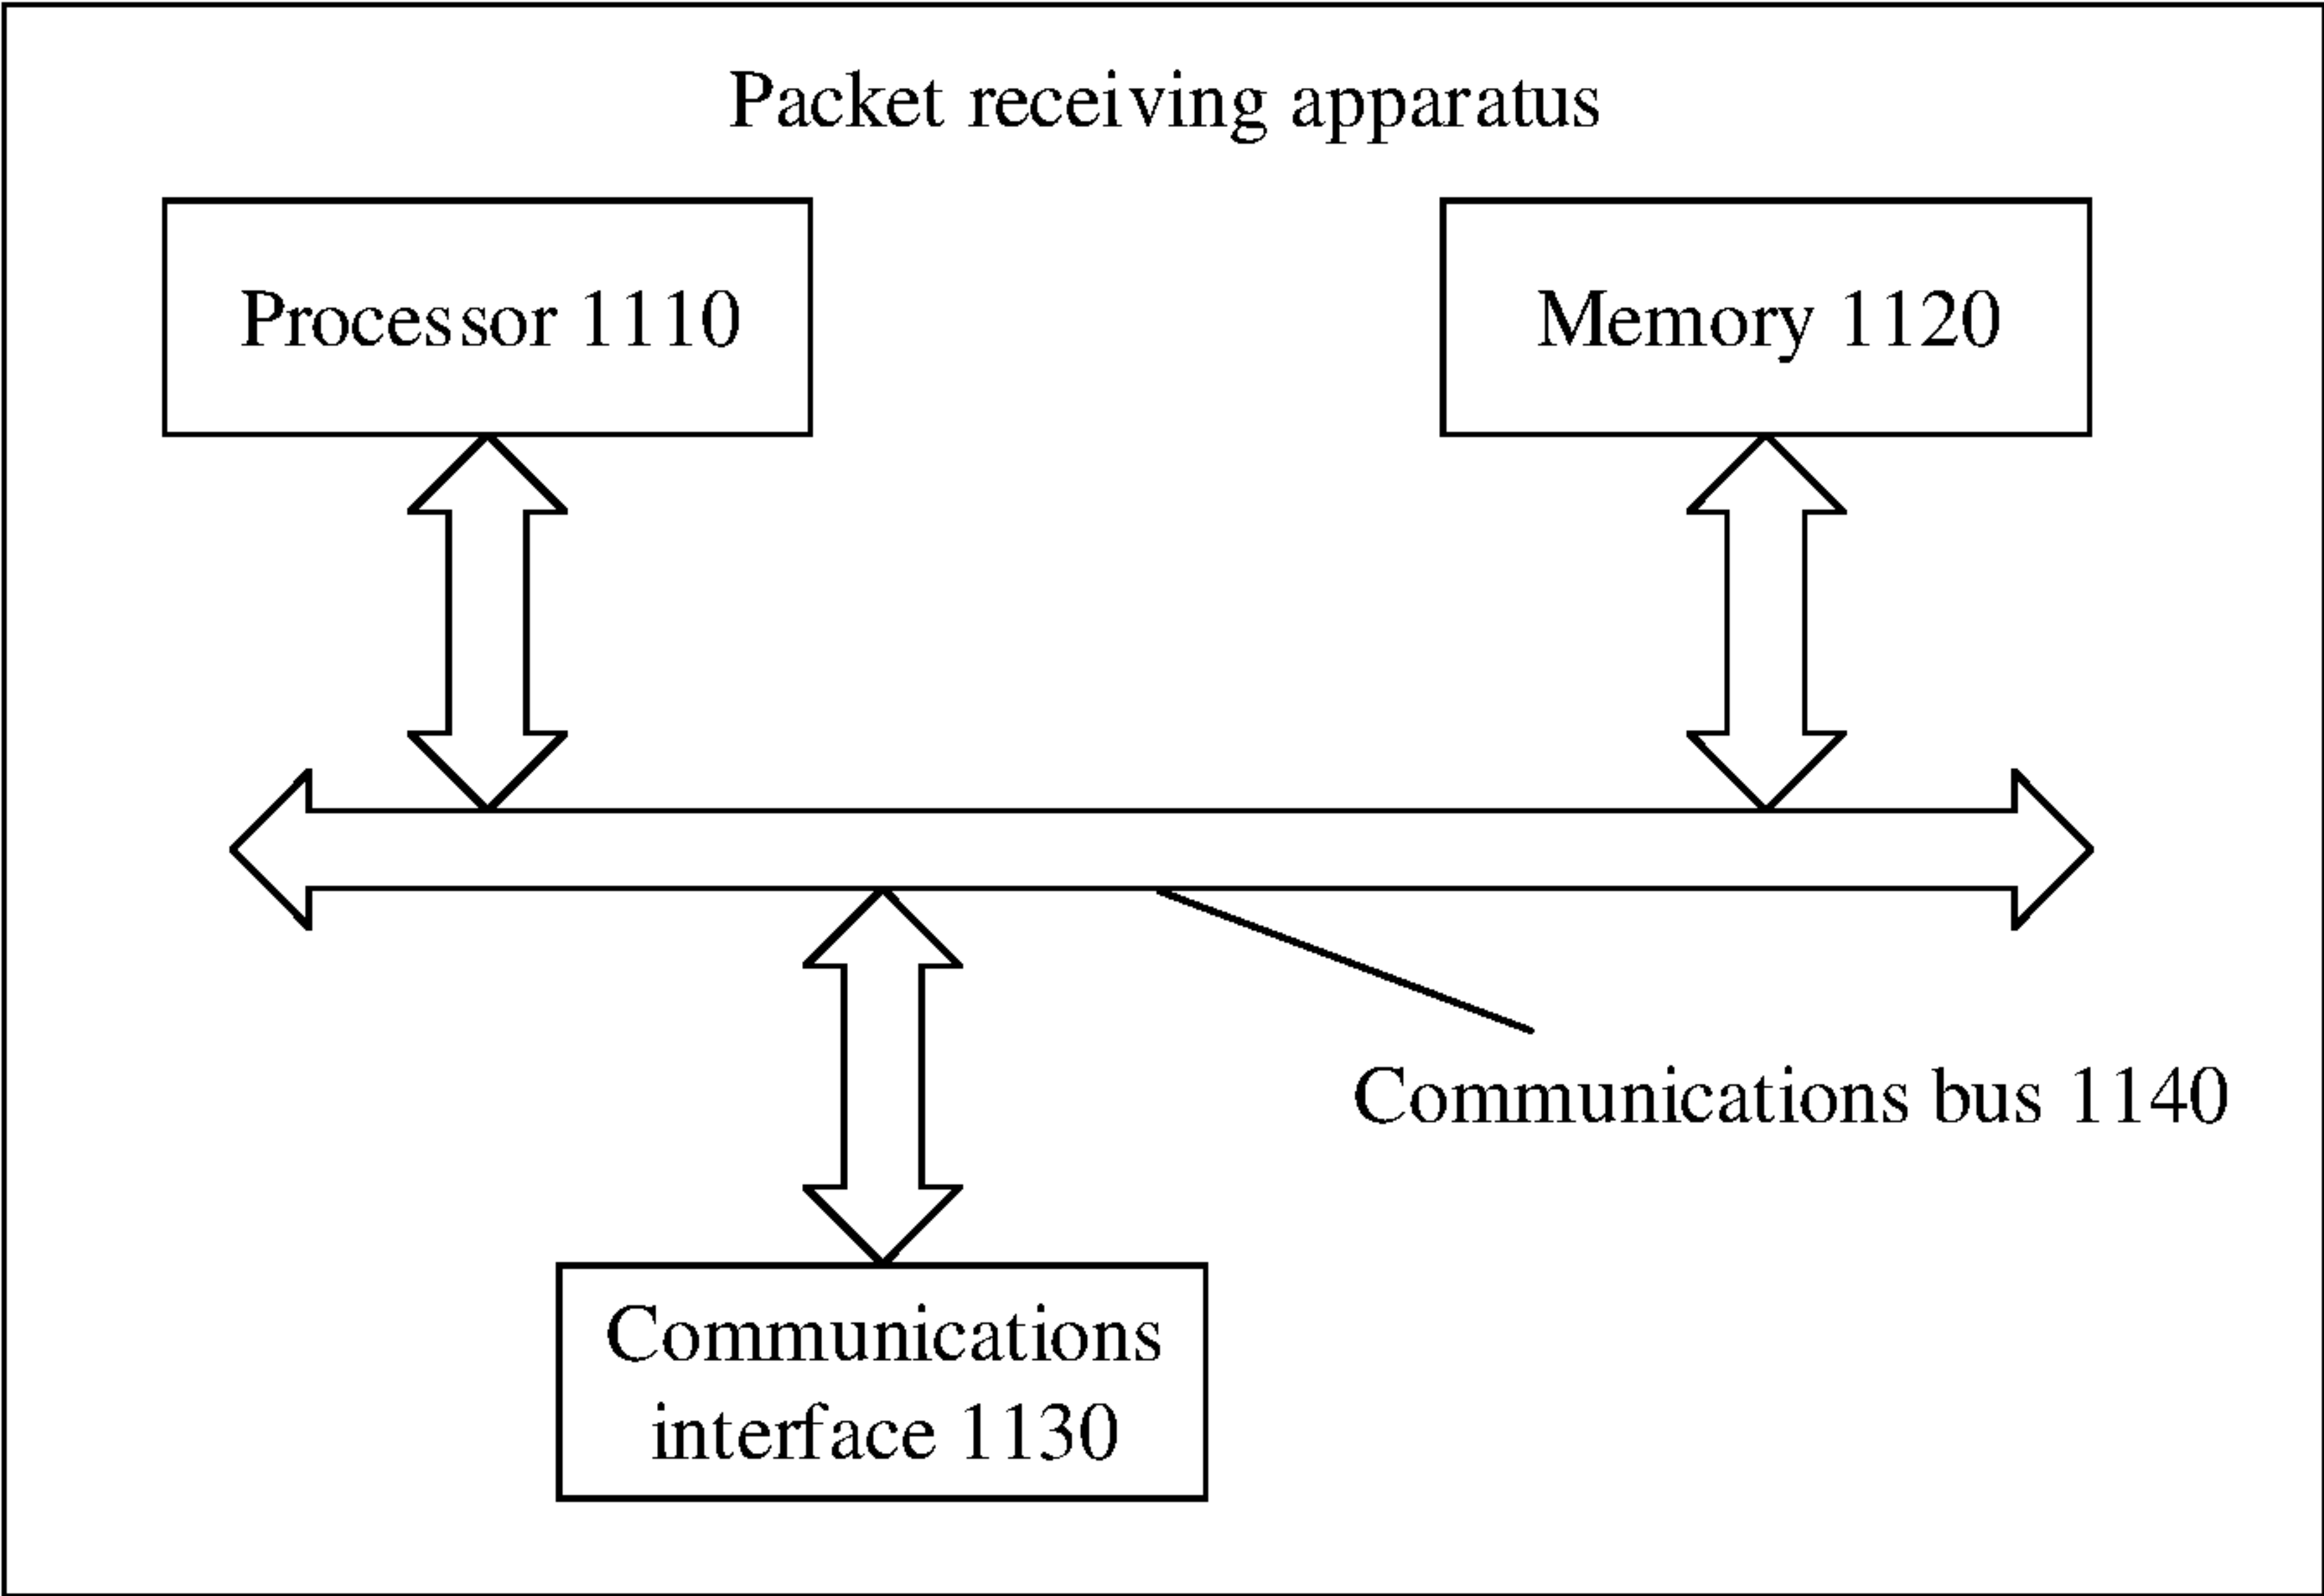 Packet receiving apparatus
Processor 1110
Memory 1120
Communications bus 1140
Communications
interface 1130